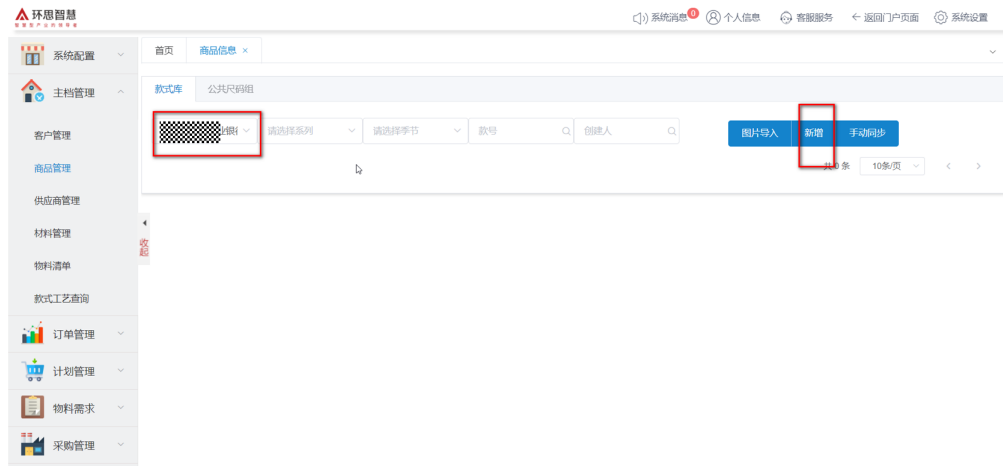 环思智慧
智慧型产业的领导者
系统消息 0 个人信息 客服服务 ← 返回门户页面 系统设置
系统配置
首页 商品信息 ×
主档管理
款式库 公共尺码组
请选择系列 请选择季节 款号 创建人 图片导入 新增 手动同步
客户管理
共 0 条 10条/页
商品管理
供应商管理
材料管理
收起
物料清单
款式工艺查询
订单管理
计划管理
物料需求
采购管理